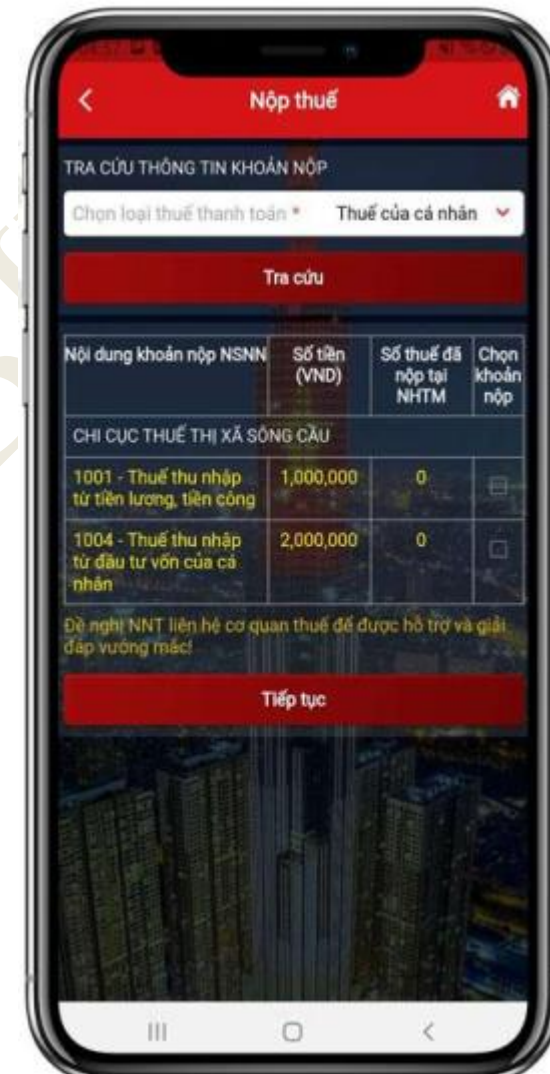 Nộp thuế
TRA CỨU THÔNG TIN KHOẢN NỘP
Chọn loại thuế thanh toán * Thuế của cá nhân
Tra cứu
Nội dung khoản nộp NSNN
Số tiền
(VND)
Số thuế đã
nộp tại
NHTM
Chọn
khoản
nộp
CHI CỤC THUẾ THỊ XÃ SÔNG CẦU
1001 - Thuế thu nhập
từ tiền lương, tiền công
1,000,000
0
1004 - Thuế thu nhập
từ đầu tư vốn của cá
nhân
2,000,000
0
Đề nghị NNT liên hệ cơ quan thuế để được hỗ trợ và giải
đáp vướng mắc!
Tiếp tục